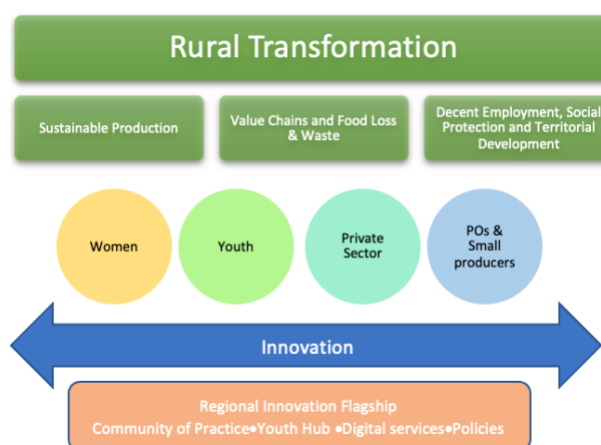 Rural Transformation
Sustainable Production
Value Chains and Food Loss
& Waste
Decent Employment, Social
Protection and Territorial
Development
Women
Youth
Private
Sector
POs &
Small
producers
Innovation
Regional Innovation Flagship
Community of Practice•Youth Hub •Digital services•Policies